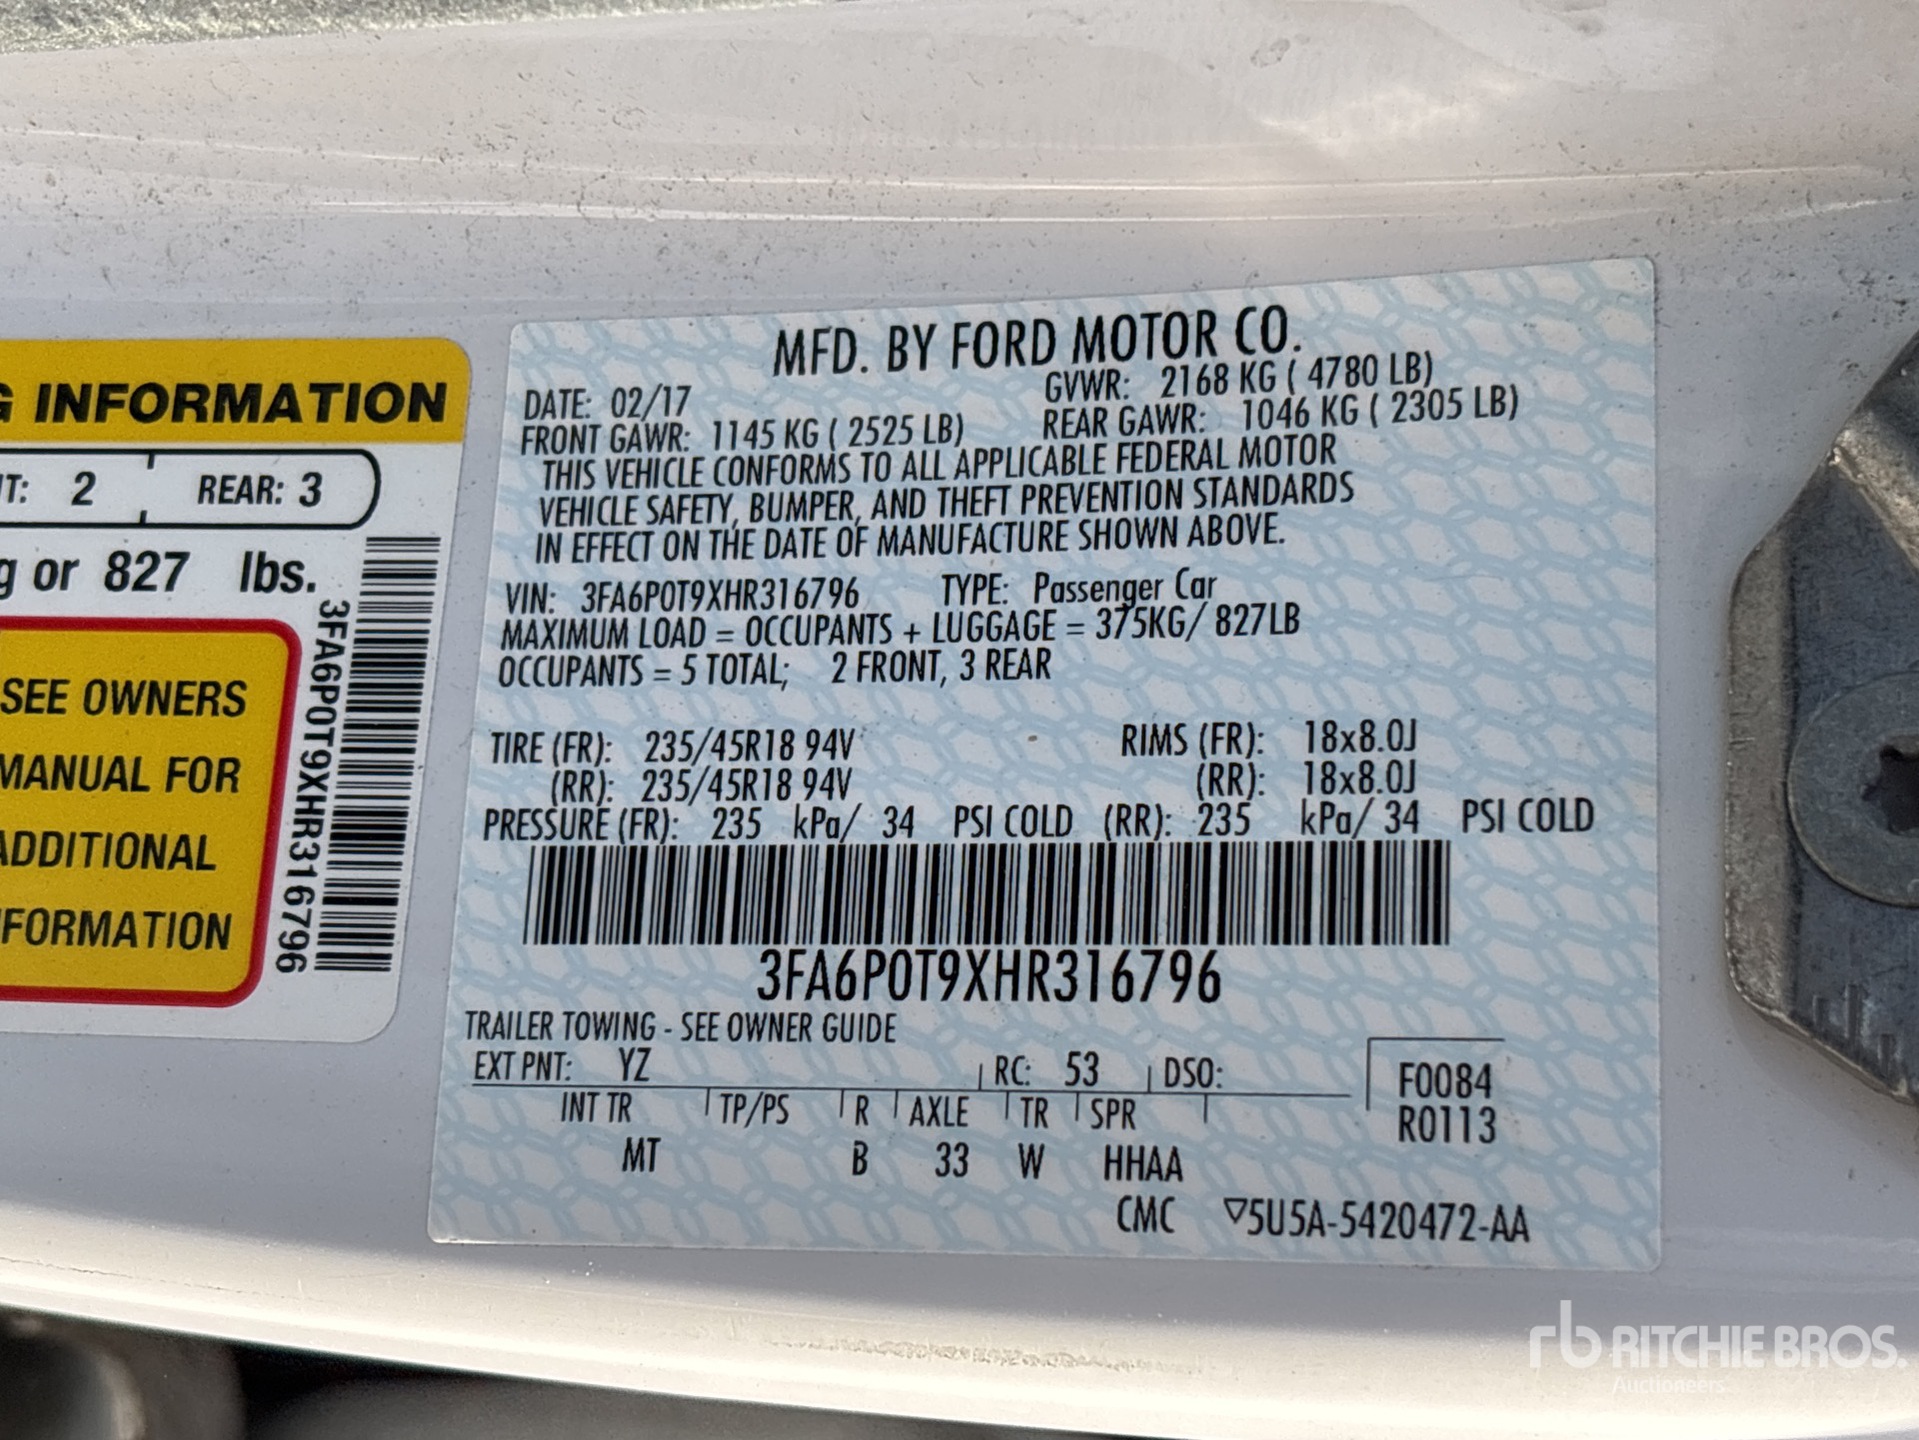 G INFORMATION
T: 2 REAR: 3
g or 827 lbs.
SEE OWNERS
MANUAL FOR
ADDITIONAL
FORMATION
3FA6P0T9XHR316796
MFD. BY FORD MOTOR CO.
DATE: 02/17 GVWR: 2168 KG ( 4780 LB)
FRONT GAWR: 1145 KG ( 2525 LB) REAR GAWR: 1046 KG ( 2305 LB)
THIS VEHICLE CONFORMS TO ALL APPLICABLE FEDERAL MOTOR
VEHICLE SAFETY, BUMPER, AND THEFT PREVENTION STANDARDS
IN EFFECT ON THE DATE OF MANUFACTURE SHOWN ABOVE.
VIN: 3FA6P0T9XHR316796 TYPE: Passenger Car
MAXIMUM LOAD = OCCUPANTS + LUGGAGE = 375KG/ 827LB
OCCUPANTS = 5 TOTAL; 2 FRONT, 3 REAR
TIRE (FR): 235/45R18 94V RIMS (FR): 18x8.0J
(RR): 235/45R18 94V (RR): 18x8.0J
PRESSURE (FR): 235 kPa/ 34 PSI COLD (RR): 235 kPa/ 34 PSI COLD
3FA6P0T9XHR316796
TRAILER TOWING - SEE OWNER GUIDE
EXT PNT: YZ RC: 53 DSO: F0084
INT TR TP/PS R AXLE TR SPR R0113
MT B 33 W HHAA
CMC ▽5U5A-5420472-AA
rb RITCHIE BROS.
Auctioneers